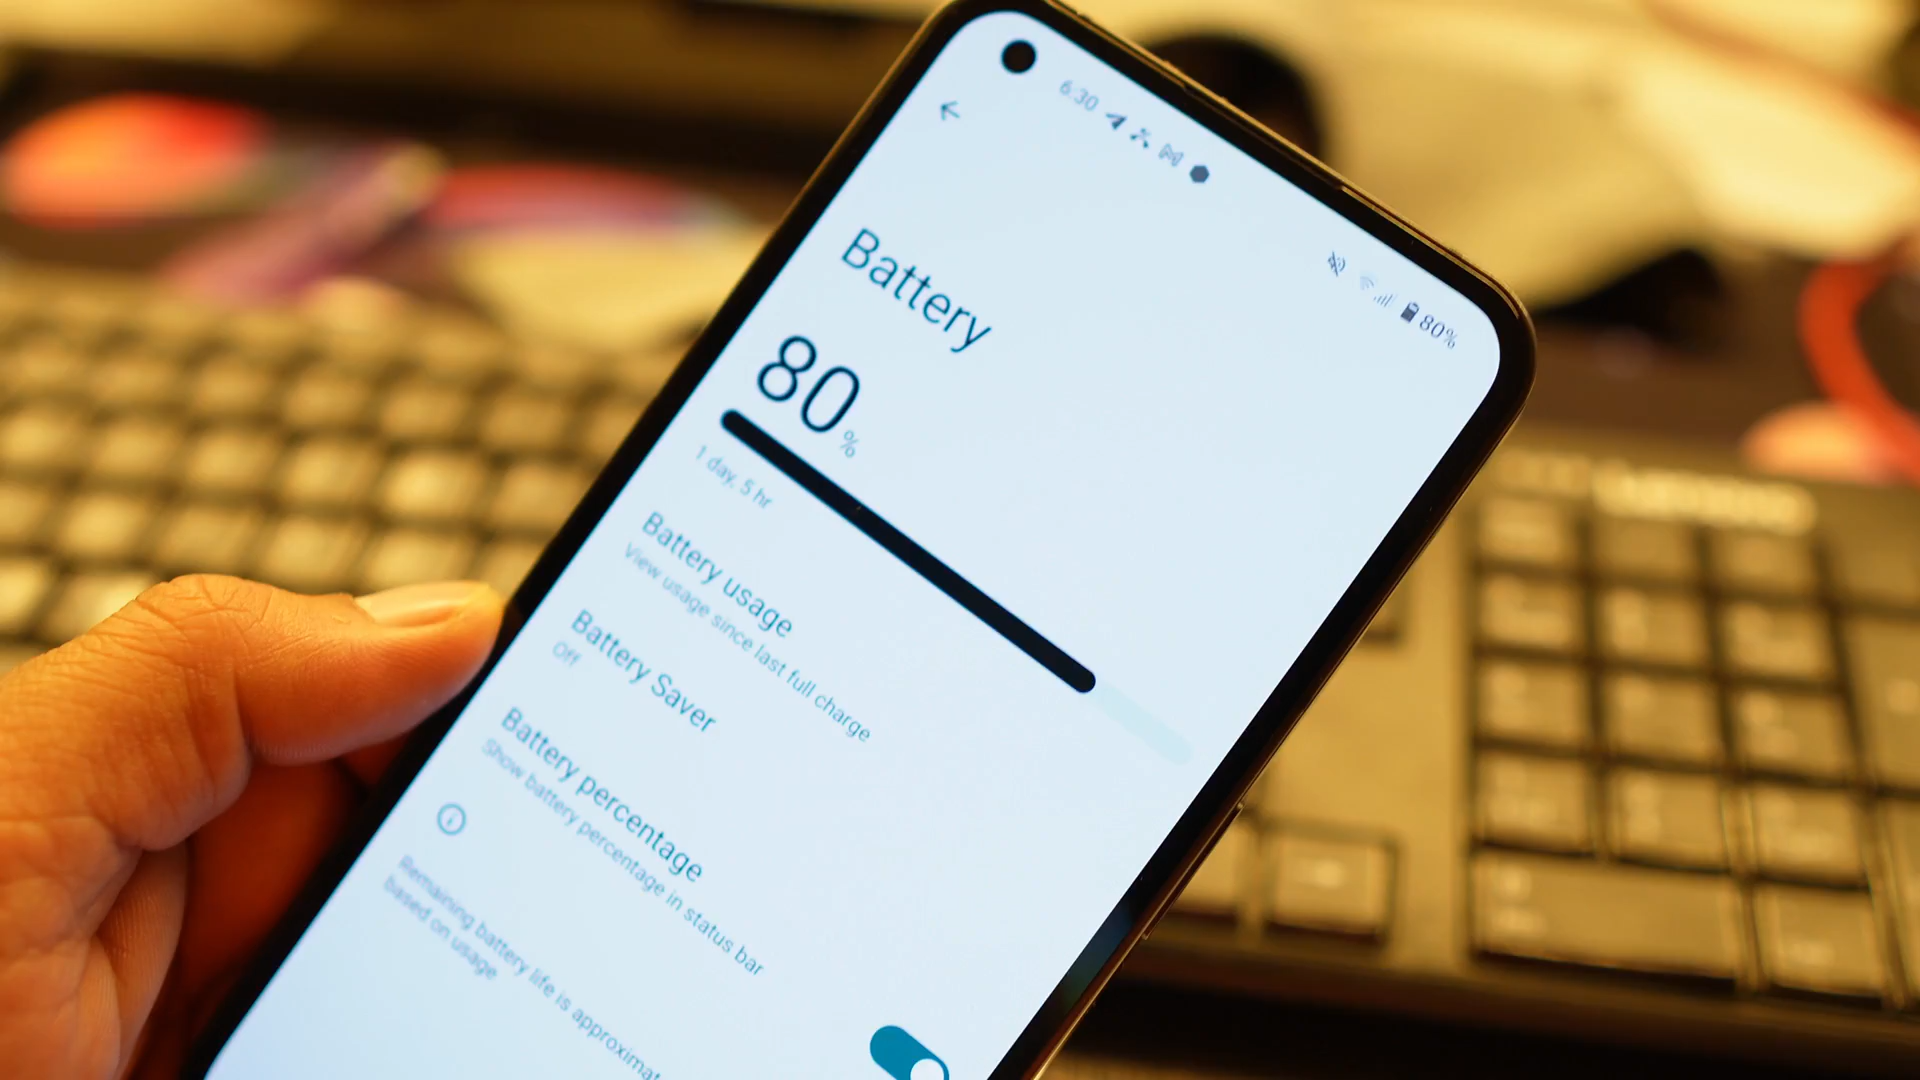 6:30
80%
Battery
80%
1 day, 5 hr
Battery usage
View usage since last full charge
Battery Saver
Off
Battery percentage
Show battery percentage in status bar
Remaining battery life is approximat
based on usage